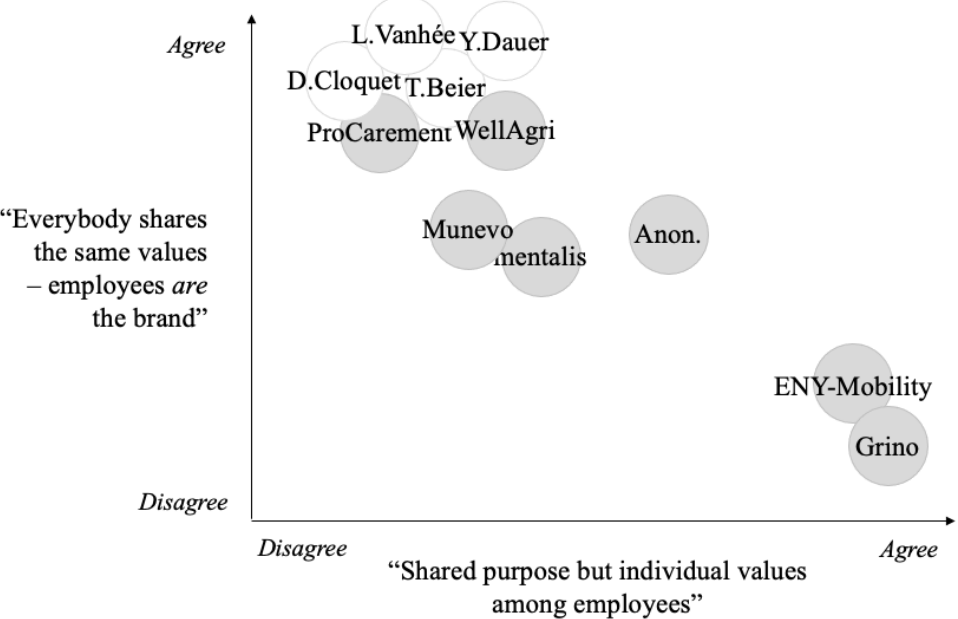 Agree
L.Vanhée
Y.Dauer
D.Cloquet
T.Beier
ProCarement
WellAgri
“Everybody shares
the same values
– employees are
the brand”
Munevo
mentalis
Anon.
ENY-Mobility
Grino
Disagree
Disagree
Agree
“Shared purpose but individual values
among employees”